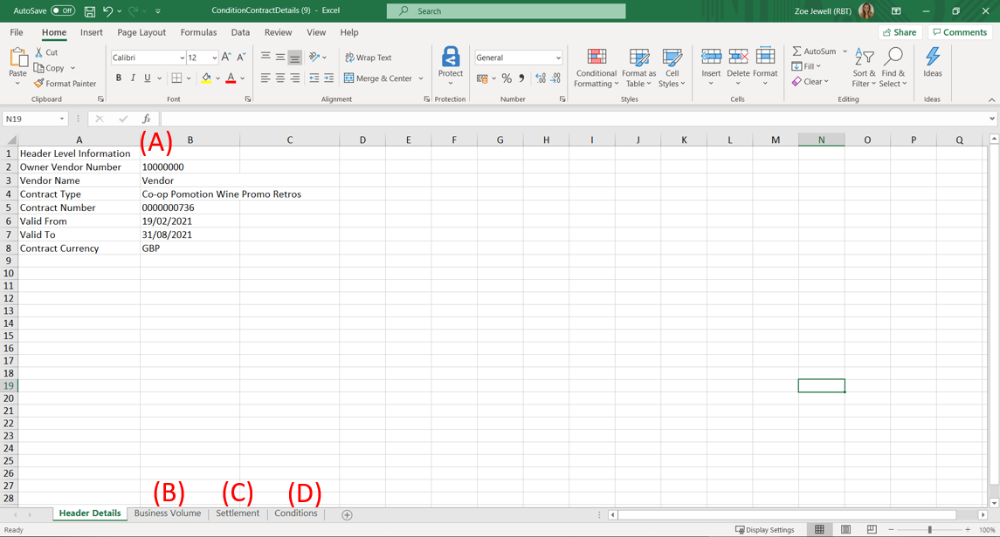 AutoSave Off ConditionContractDetails (9) - Excel Search Zoe Jewell (RBT)
File Home Insert Page Layout Formulas Data Review View Help Share Comments
Paste Cut Copy Format Painter Clipboard
Calibri 12 A A B I U A Font
Wrap Text Merge & Center Alignment
Protect Protection
General % , Number
Conditional Formatting Format as Table Cell Styles Styles
Insert Delete Format Cells
AutoSum Fill Clear Sort & Filter Find & Select Editing
Ideas Ideas
N19 fx
A (A) B C D E F G H I J K L M N O P Q
1 Header Level Information
2 Owner Vendor Number 10000000
3 Vendor Name Vendor
4 Contract Type Co-op Pomotion Wine Promo Retros
5 Contract Number 0000000736
6 Valid From 19/02/2021
7 Valid To 31/08/2021
8 Contract Currency GBP
9
10
11
12
13
14
15
16
17
18
19
20
21
22
23
24
25
26
27
28
(B) (C) (D)
Header Details Business Volume Settlement Conditions
Ready Display Settings 100%